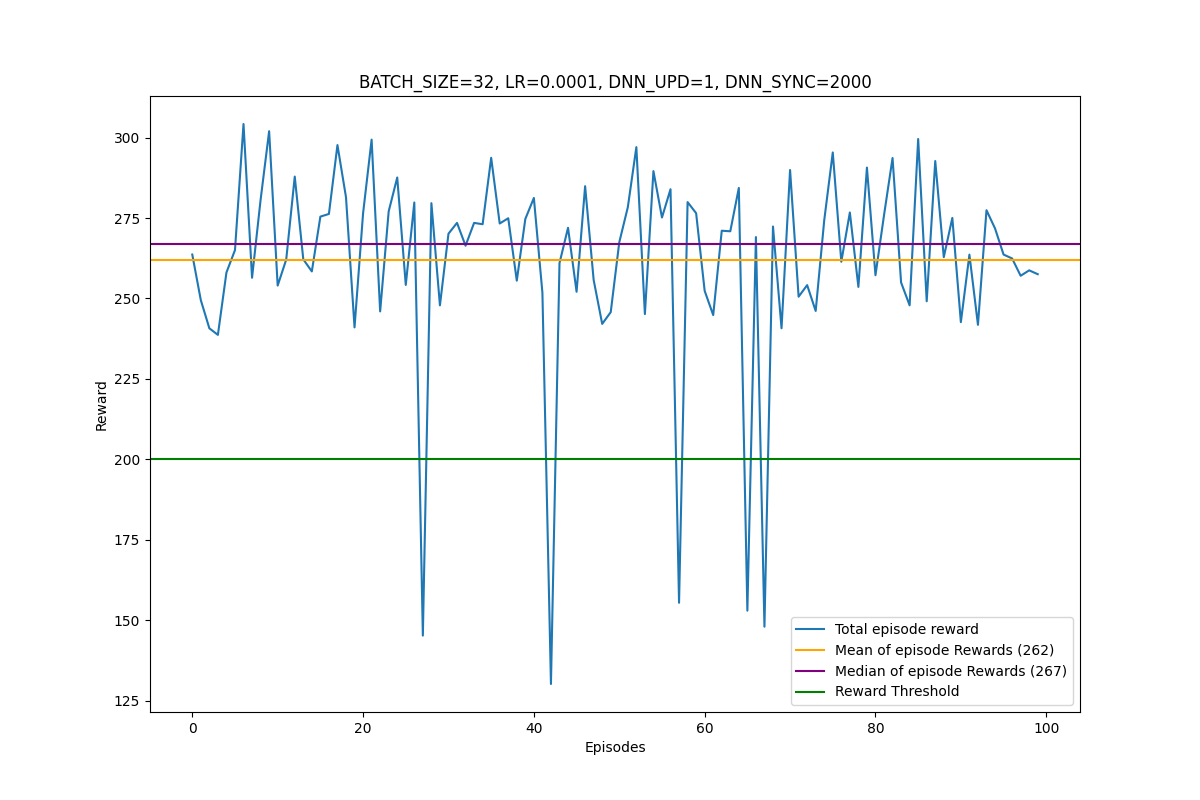 BATCH_SIZE=32, LR=0.0001, DNN_UPD=1, DNN_SYNC=2000
300
275
250
225
200
175
150
125
Reward
0 20 40 60 80 100
Episodes
Total episode reward
Mean of episode Rewards (262)
Median of episode Rewards (267)
Reward Threshold